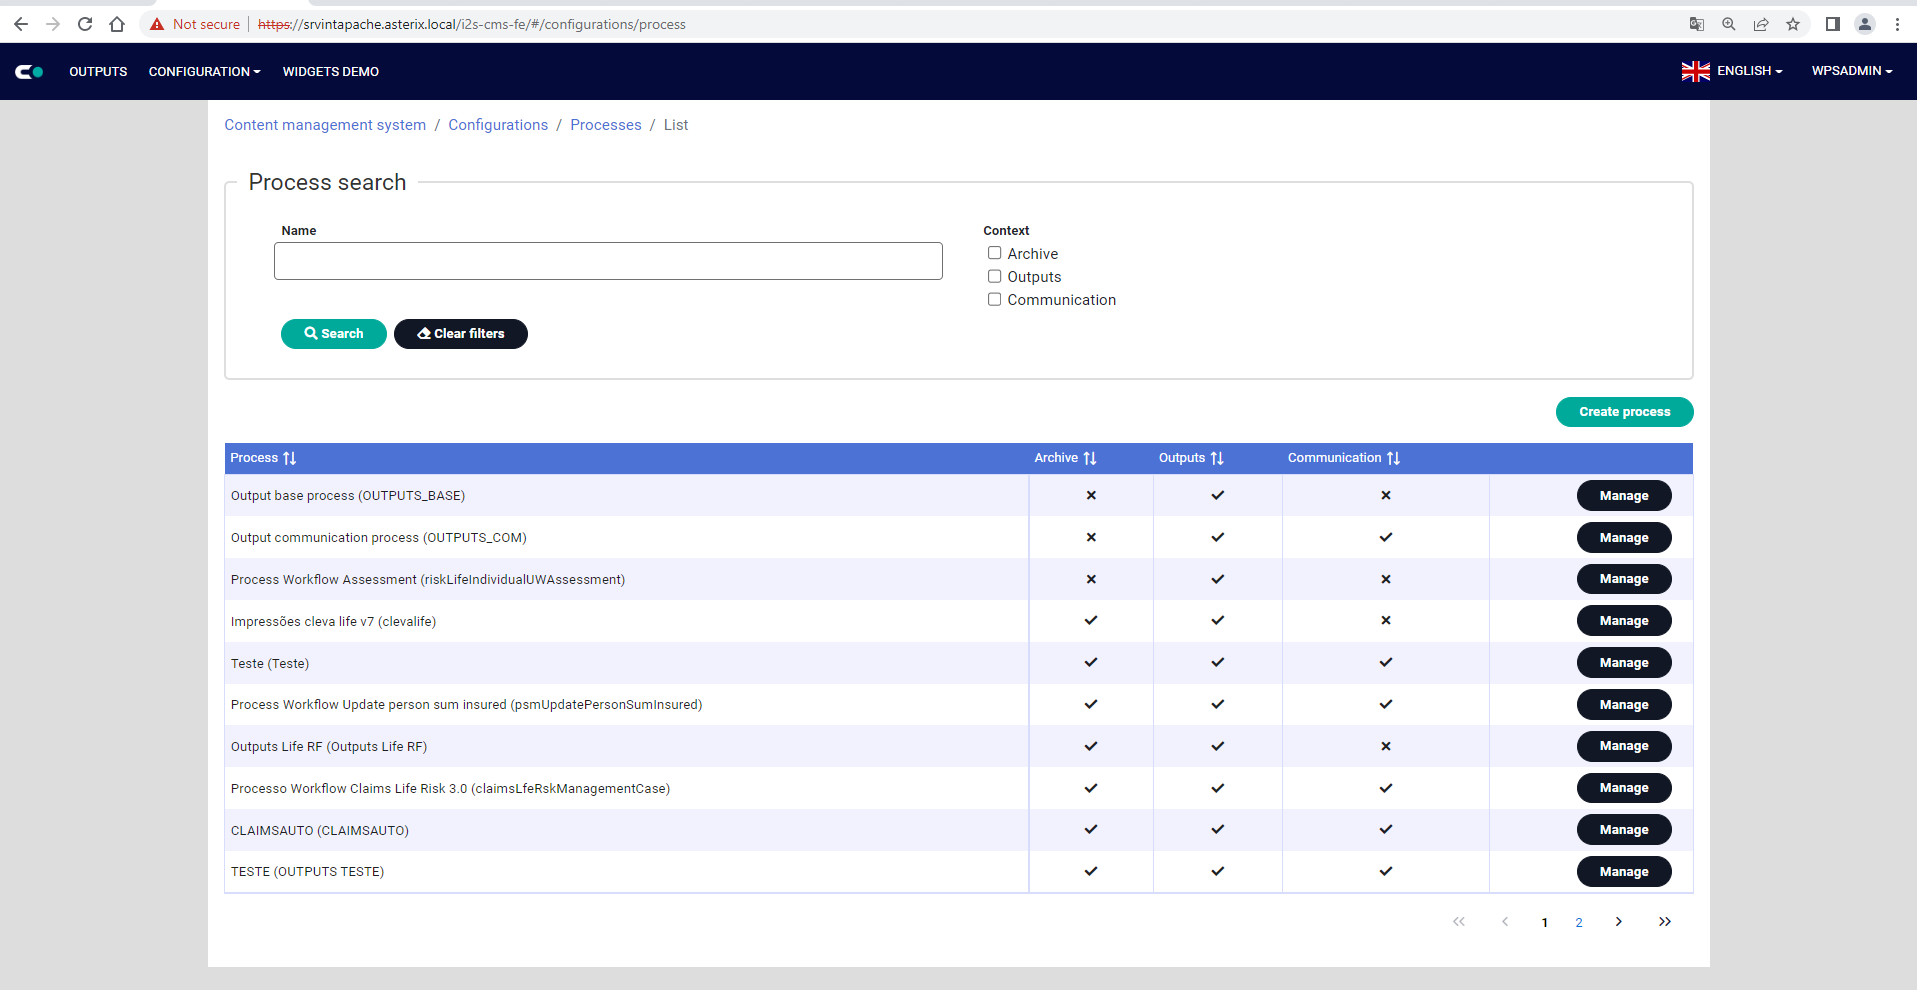 Not secure https://srvintapache.asterix.local/i2s-cms-fe/#/configurations/process
OUTPUTS CONFIGURATION WIDGETS DEMO ENGLISH WPSADMIN
Content management system / Configurations / Processes / List
Process search
Name Context
Archive
Outputs
Communication
Search Clear filters
Create process
Process Archive Outputs Communication
Output base process (OUTPUTS_BASE) Manage
Output communication process (OUTPUTS_COM) Manage
Process Workflow Assessment (riskLifeIndividualUWAssessment) Manage
Impressões cleva life v7 (clevalife) Manage
Teste (Teste) Manage
Process Workflow Update person sum insured (psmUpdatePersonSumInsured) Manage
Outputs Life RF (Outputs Life RF) Manage
Processo Workflow Claims Life Risk 3.0 (claimsLfeRskManagementCase) Manage
CLAIMSAUTO (CLAIMSAUTO) Manage
TESTE (OUTPUTS TESTE) Manage
1 2